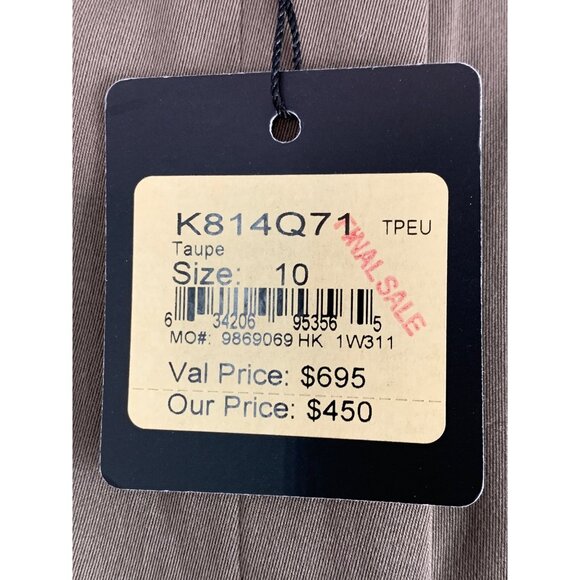 K814Q71 TPEU
Taupe
Size: 10
FINAL SALE
6 34206 95356 5
MO#: 9869069 HK 1W311
Val Price: $695
Our Price: $450